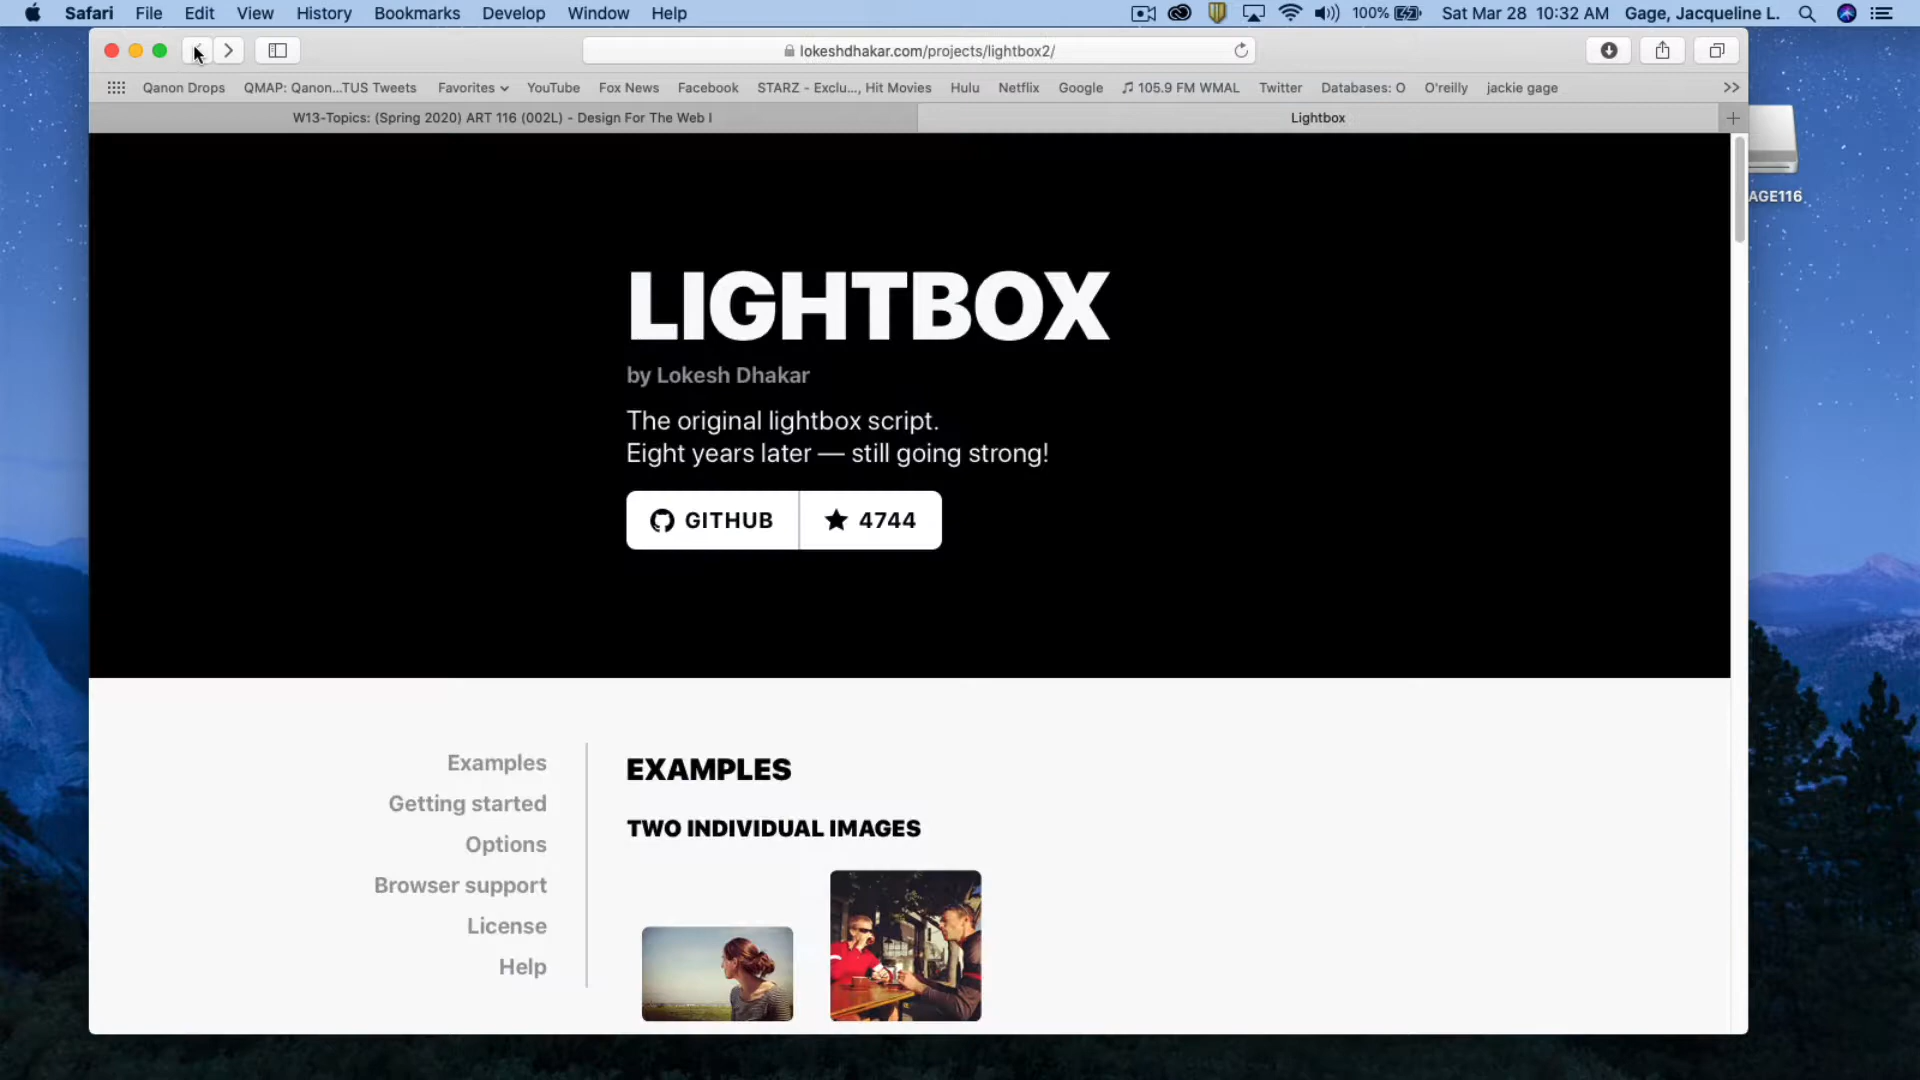 Safari File Edit View History Bookmarks Develop Window Help 100% Sat Mar 28 10:32 AM Gage, Jacqueline L.
lokeshdhakar.com/projects/lightbox2/
Qanon Drops QMAP: Qanon...TUS Tweets Favorites YouTube Fox News Facebook STARZ - Exclu..., Hit Movies Hulu Netflix Google 105.9 FM WMAL Twitter Databases: O O'reilly jackie gage
W13-Topics: (Spring 2020) ART 116 (002L) - Design For The Web I Lightbox
AGE116
LIGHTBOX
by Lokesh Dhakar
The original lightbox script.
Eight years later — still going strong!
GITHUB 4744
Examples
Getting started
Options
Browser support
License
Help
EXAMPLES
TWO INDIVIDUAL IMAGES